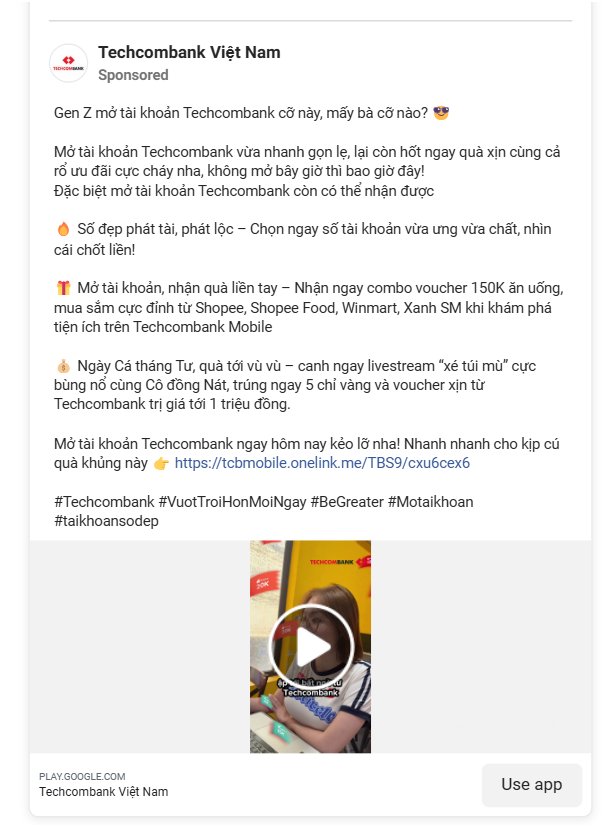 Techcombank Việt Nam
Sponsored
TECHCOMBANK
Gen Z mở tài khoản Techcombank cỡ này, mấy bà cỡ nào? 😎
Mở tài khoản Techcombank vừa nhanh gọn lẹ, lại còn hốt ngay quà xịn cùng cả
rổ ưu đãi cực cháy nha, không mở bây giờ thì bao giờ đây!
Đặc biệt mở tài khoản Techcombank còn có thể nhận được
🔥 Số đẹp phát tài, phát lộc – Chọn ngay số tài khoản vừa ưng vừa chất, nhìn
cái chốt liền!
🎁 Mở tài khoản, nhận quà liền tay – Nhận ngay combo voucher 150K ăn uống,
mua sắm cực đỉnh từ Shopee, Shopee Food, Winmart, Xanh SM khi khám phá
tiện ích trên Techcombank Mobile
💰 Ngày Cá tháng Tư, quà tới vù vù – canh ngay livestream “xé túi mù” cực
bùng nổ cùng Cô đồng Nát, trúng ngay 5 chỉ vàng và voucher xịn từ
Techcombank trị giá tới 1 triệu đồng.
Mở tài khoản Techcombank ngay hôm nay kẻo lỡ nha! Nhanh nhanh cho kịp cú
quà khủng này 👉 https://tcbmobile.onelink.me/TBS9/cxu6cex6
#Techcombank #VuotTroiHonMoiNgay #BeGreater #Motaikhoan
#taikhoansodep
TECHCOMBANK
20K
Techcombank
PLAY.GOOGLE.COM
Techcombank Việt Nam
Use app